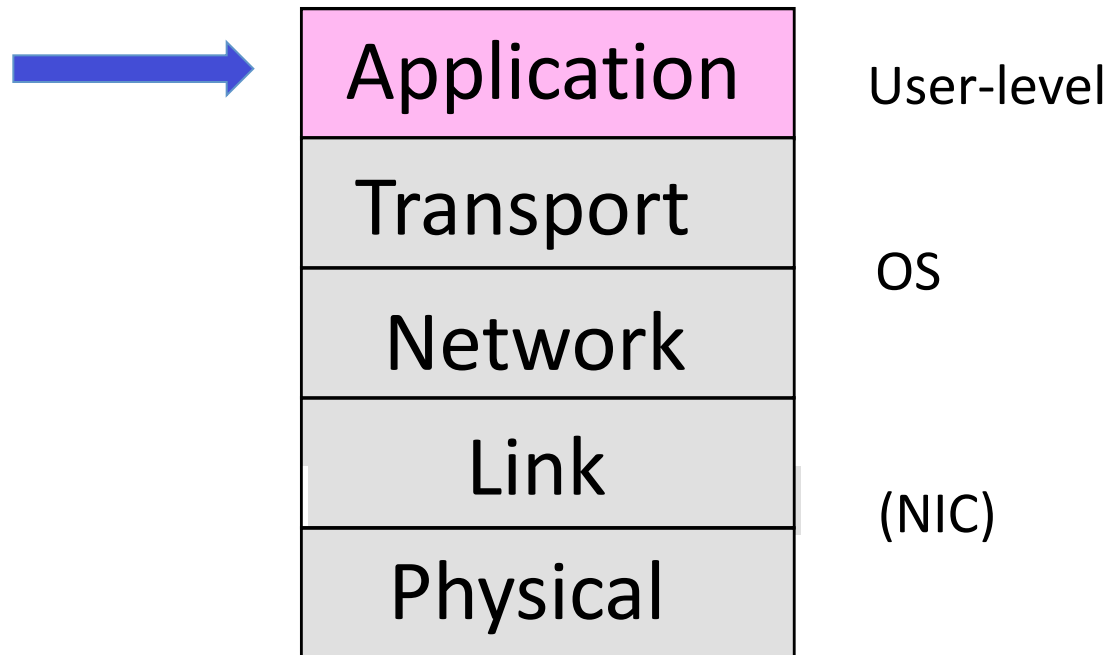 Application
User-level
Transport
OS
Network
Link
(NIC)
Physical